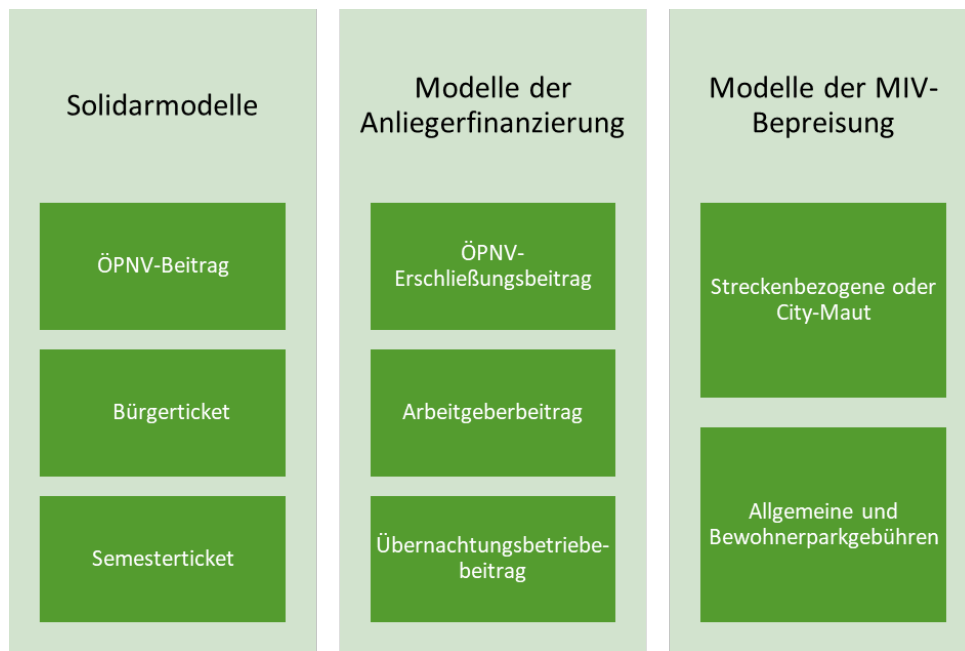 Solidarmodelle
ÖPNV-Beitrag
Bürgerticket
Semesterticket
Modelle der
Anliegerfinanzierung
ÖPNV-
Erschließungsbeitrag
Arbeitgeberbeitrag
Übernachtungsbetriebe-
beitrag
Modelle der MIV-
Bepreisung
Streckenbezogene oder
City-Maut
Allgemeine und
Bewohnerparkgebühren